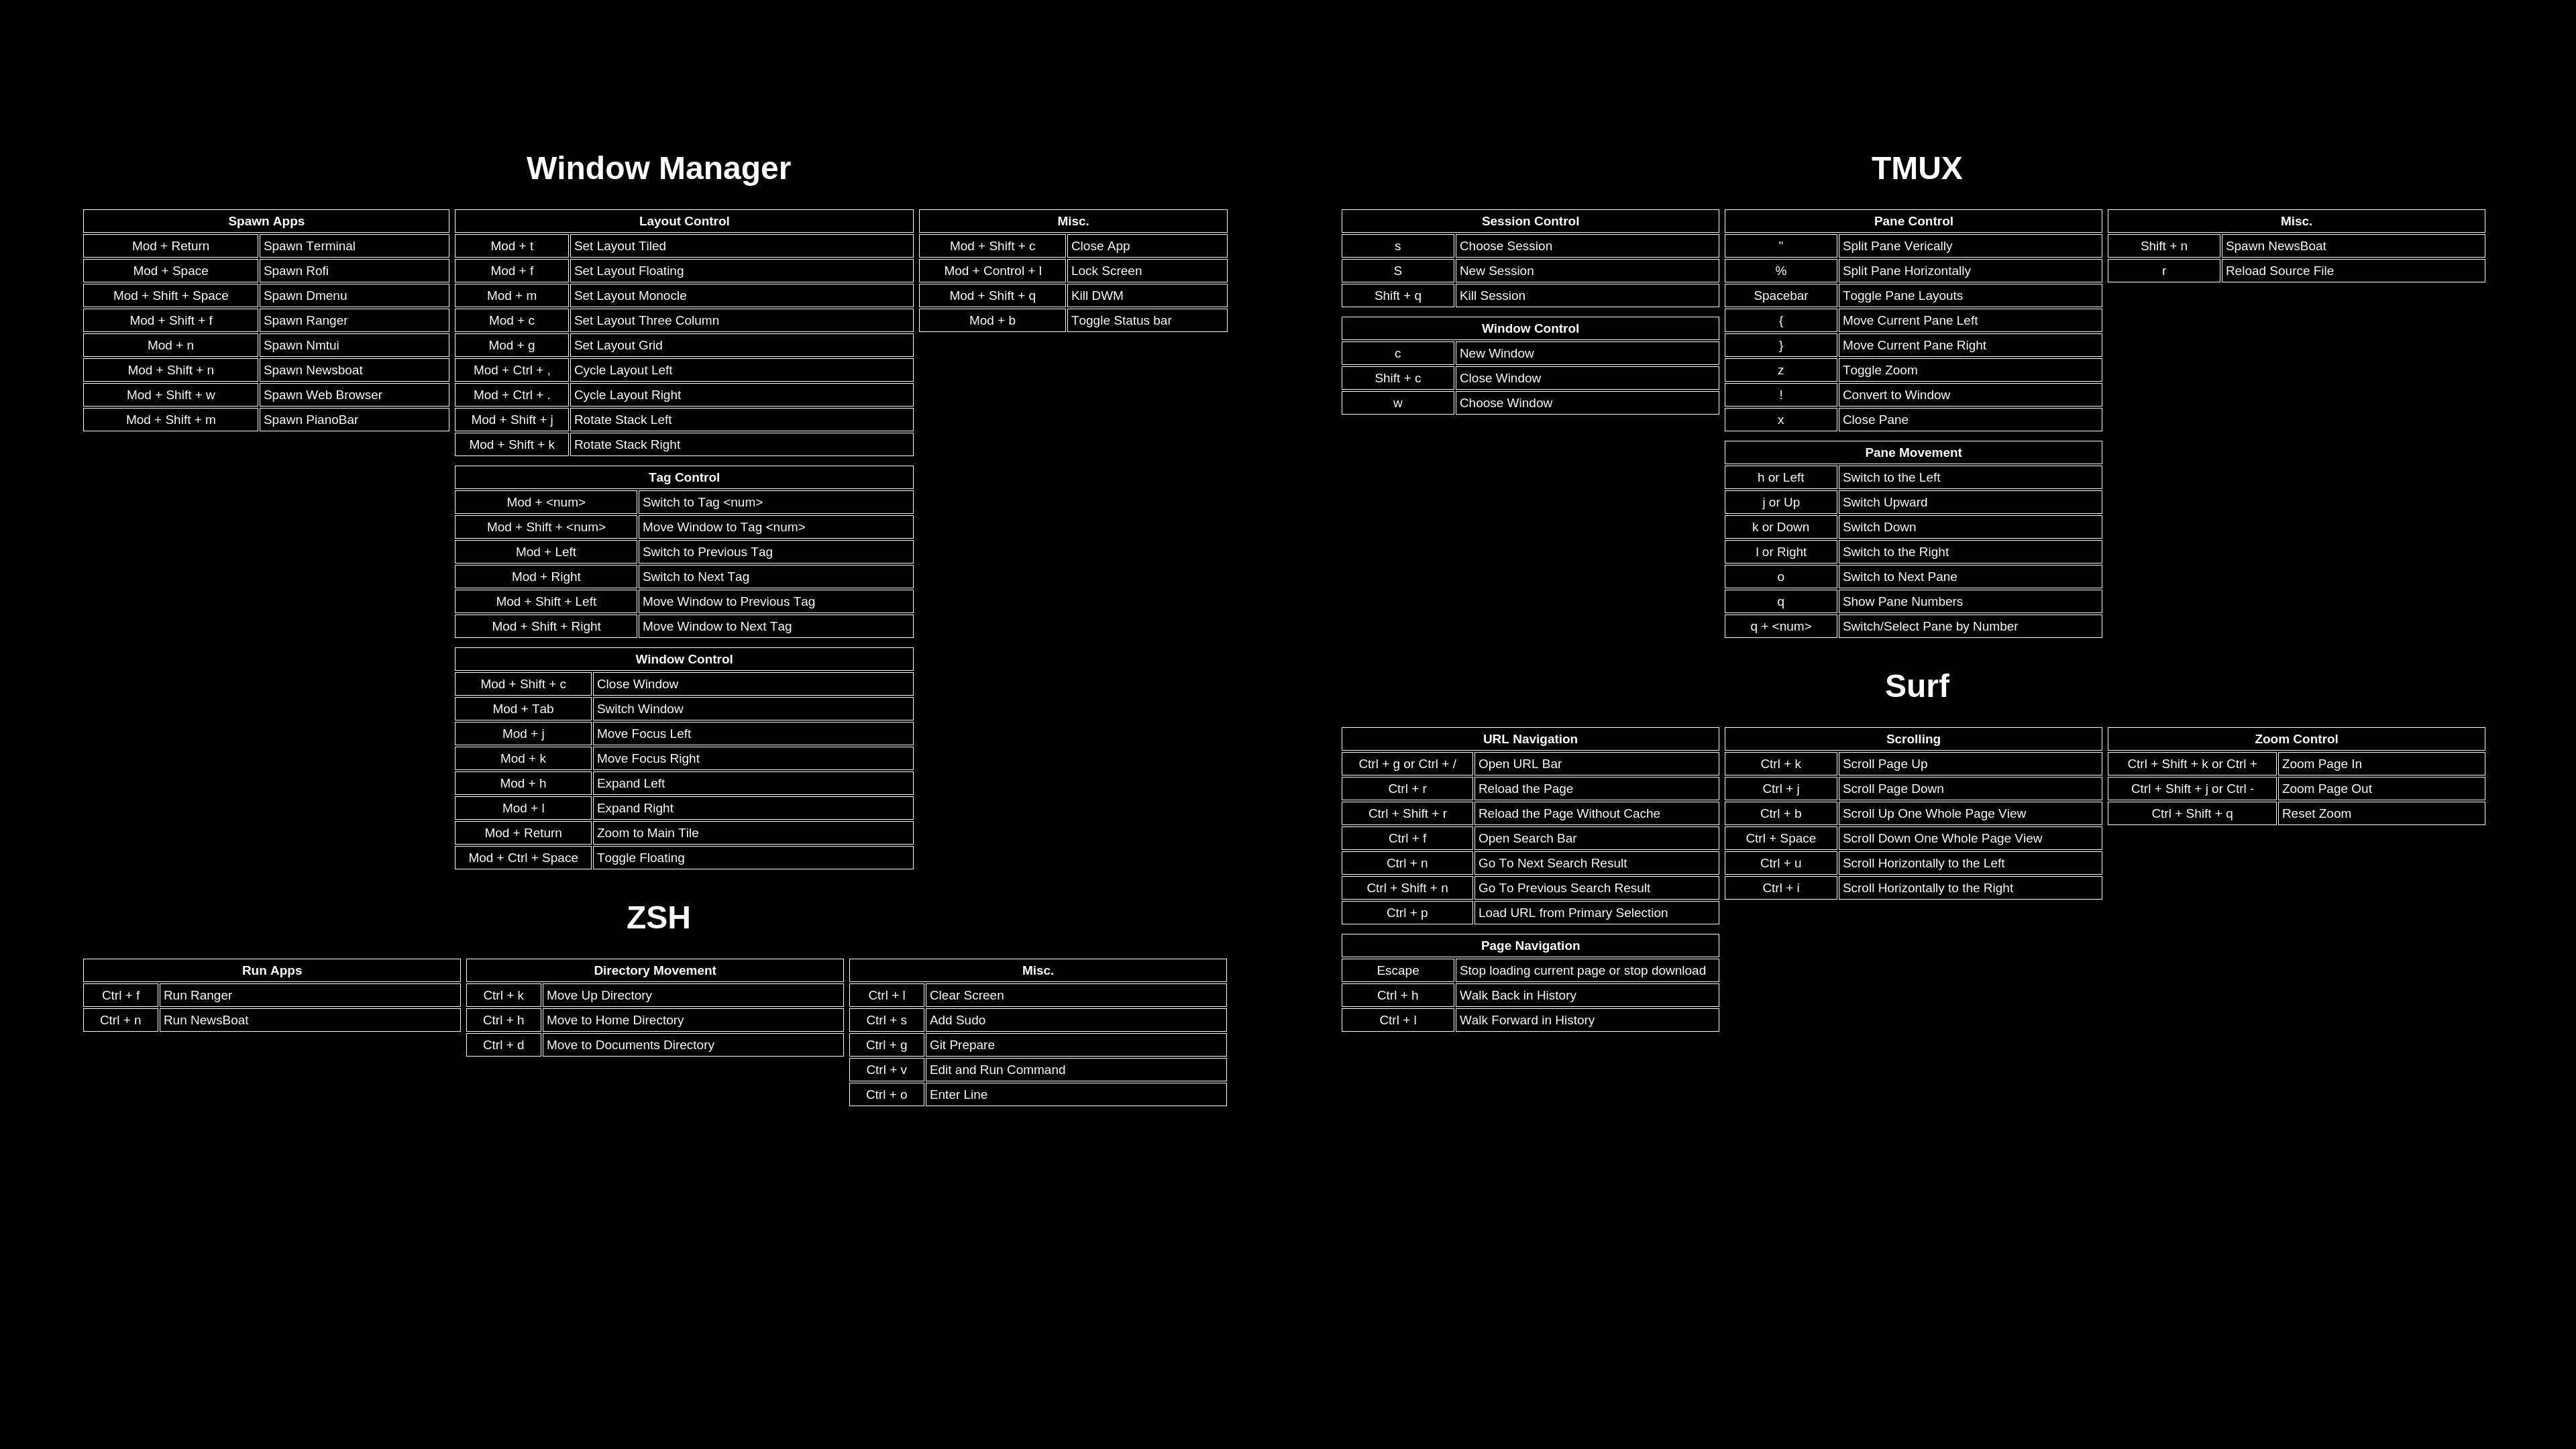 Window Manager
Spawn Apps
Mod + Return Spawn Terminal
Mod + Space Spawn Rofi
Mod + Shift + Space Spawn Dmenu
Mod + Shift + f Spawn Ranger
Mod + n Spawn Nmtui
Mod + Shift + n Spawn Newsboat
Mod + Shift + w Spawn Web Browser
Mod + Shift + m Spawn PianoBar
Layout Control
Mod + t Set Layout Tiled
Mod + f Set Layout Floating
Mod + m Set Layout Monocle
Mod + c Set Layout Three Column
Mod + g Set Layout Grid
Mod + Ctrl + , Cycle Layout Left
Mod + Ctrl + . Cycle Layout Right
Mod + Shift + j Rotate Stack Left
Mod + Shift + k Rotate Stack Right
Tag Control
Mod + <num> Switch to Tag <num>
Mod + Shift + <num> Move Window to Tag <num>
Mod + Left Switch to Previous Tag
Mod + Right Switch to Next Tag
Mod + Shift + Left Move Window to Previous Tag
Mod + Shift + Right Move Window to Next Tag
Window Control
Mod + Shift + c Close Window
Mod + Tab Switch Window
Mod + j Move Focus Left
Mod + k Move Focus Right
Mod + h Expand Left
Mod + l Expand Right
Mod + Return Zoom to Main Tile
Mod + Ctrl + Space Toggle Floating
Misc.
Mod + Shift + c Close App
Mod + Control + l Lock Screen
Mod + Shift + q Kill DWM
Mod + b Toggle Status bar
ZSH
Run Apps
Ctrl + f Run Ranger
Ctrl + n Run NewsBoat
Directory Movement
Ctrl + k Move Up Directory
Ctrl + h Move to Home Directory
Ctrl + d Move to Documents Directory
Misc.
Ctrl + l Clear Screen
Ctrl + s Add Sudo
Ctrl + g Git Prepare
Ctrl + v Edit and Run Command
Ctrl + o Enter Line
TMUX
Session Control
s Choose Session
S New Session
Shift + q Kill Session
Window Control
c New Window
Shift + c Close Window
w Choose Window
Pane Control
" Split Pane Verically
% Split Pane Horizontally
Spacebar Toggle Pane Layouts
{ Move Current Pane Left
} Move Current Pane Right
z Toggle Zoom
! Convert to Window
x Close Pane
Pane Movement
h or Left Switch to the Left
j or Up Switch Upward
k or Down Switch Down
l or Right Switch to the Right
o Switch to Next Pane
q Show Pane Numbers
q + <num> Switch/Select Pane by Number
Misc.
Shift + n Spawn NewsBoat
r Reload Source File
Surf
URL Navigation
Ctrl + g or Ctrl + / Open URL Bar
Ctrl + r Reload the Page
Ctrl + Shift + r Reload the Page Without Cache
Ctrl + f Open Search Bar
Ctrl + n Go To Next Search Result
Ctrl + Shift + n Go To Previous Search Result
Ctrl + p Load URL from Primary Selection
Page Navigation
Escape Stop loading current page or stop download
Ctrl + h Walk Back in History
Ctrl + l Walk Forward in History
Scrolling
Ctrl + k Scroll Page Up
Ctrl + j Scroll Page Down
Ctrl + b Scroll Up One Whole Page View
Ctrl + Space Scroll Down One Whole Page View
Ctrl + u Scroll Horizontally to the Left
Ctrl + i Scroll Horizontally to the Right
Zoom Control
Ctrl + Shift + k or Ctrl + Zoom Page In
Ctrl + Shift + j or Ctrl - Zoom Page Out
Ctrl + Shift + q Reset Zoom